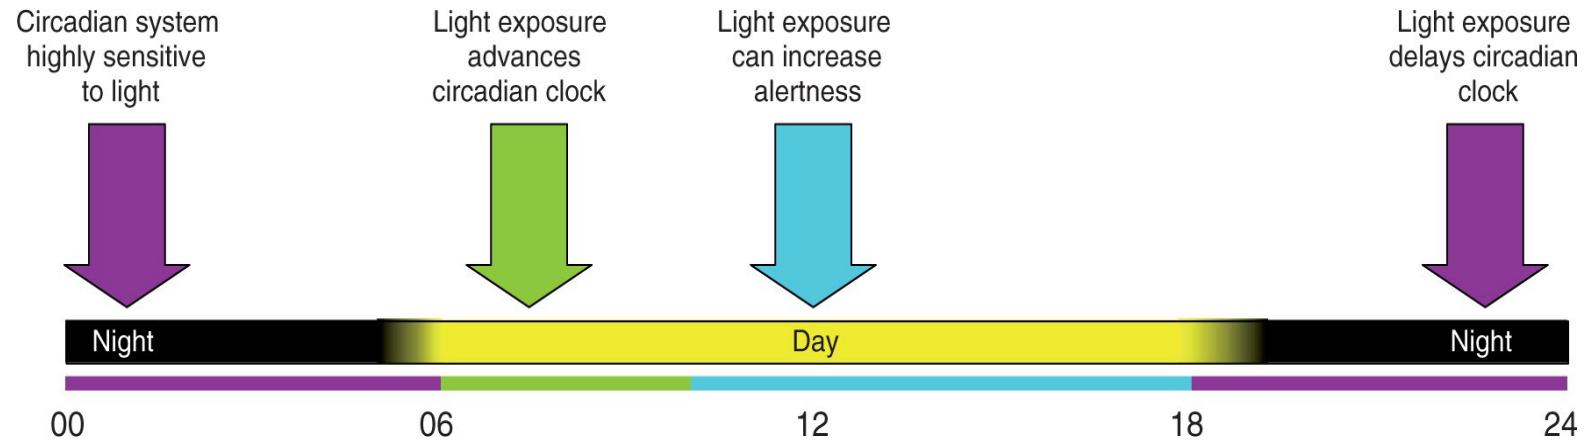 Circadian system
highly sensitive
to light
Light exposure
advances
circadian clock
Light exposure
can increase
alertness
Light exposure
delays circadian
clock
Night
Day
Night
00
06
12
18
24